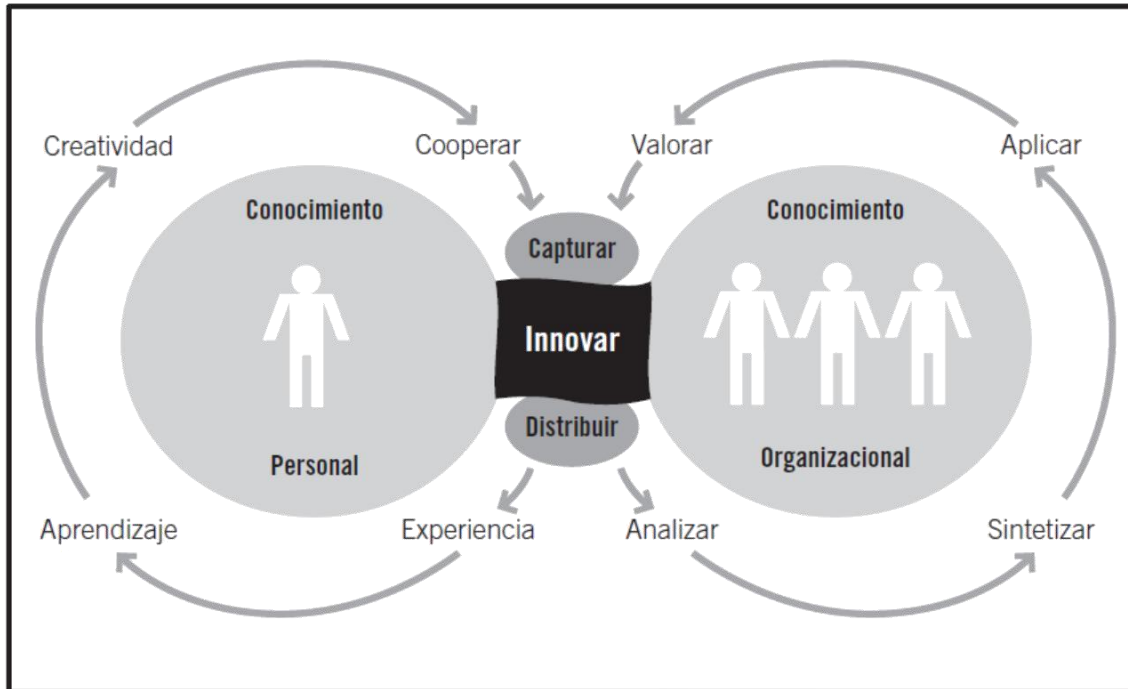 Creatividad
Cooperar
Valorar
Aplicar
Conocimiento
Personal
Capturar
Innovar
Distribuir
Conocimiento
Organizacional
Aprendizaje
Experiencia
Analizar
Sintetizar